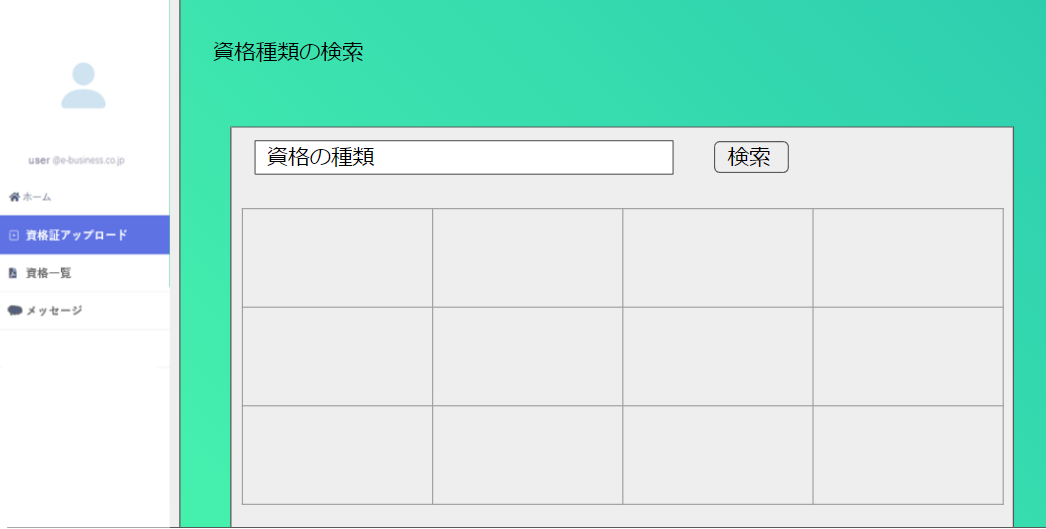 user @e-business.co.jp
ホーム
資格証アップロード
資格一覧
メッセージ
資格種類の検索
資格の種類
検索